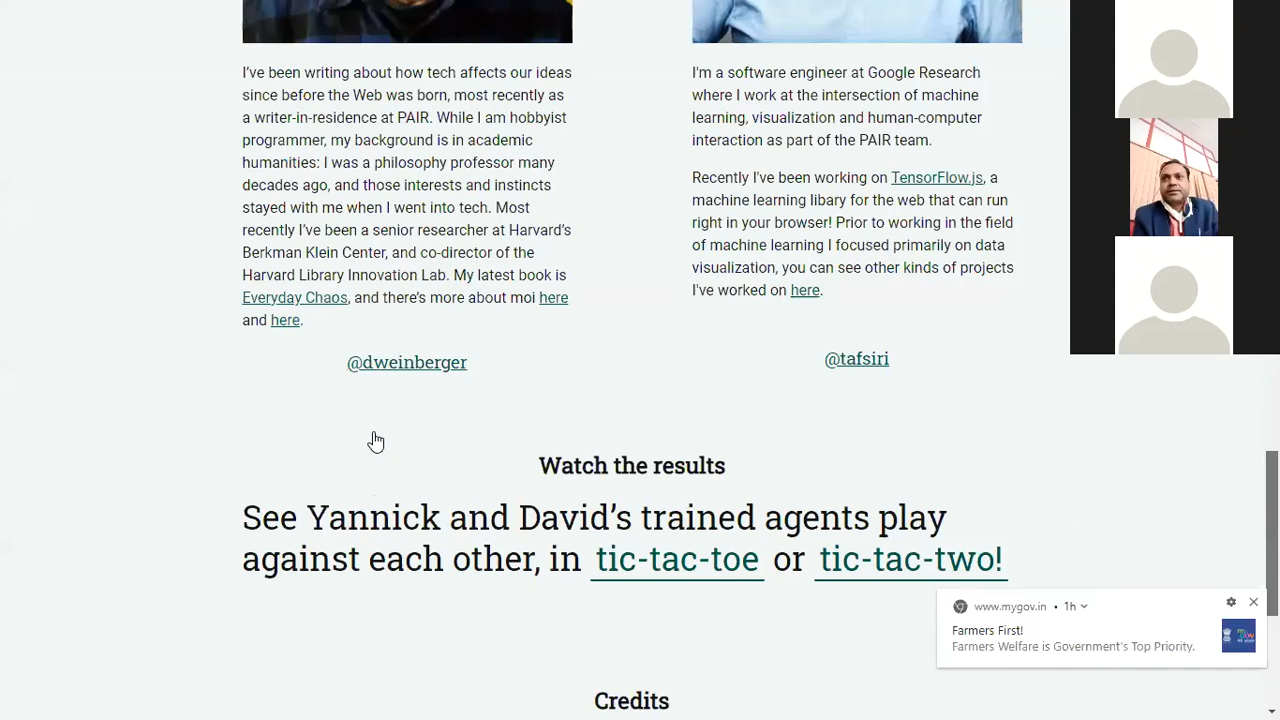 I've been writing about how tech affects our ideas
since before the Web was born, most recently as
a writer-in-residence at PAIR. While I am hobbyist
programmer, my background is in academic
humanities: I was a philosophy professor many
decades ago, and those interests and instincts
stayed with me when I went into tech. Most
recently I've been a senior researcher at Harvard's
Berkman Klein Center, and co-director of the
Harvard Library Innovation Lab. My latest book is
Everyday Chaos, and there's more about moi here
and here.
@dweinberger
I'm a software engineer at Google Research
where I work at the intersection of machine
learning, visualization and human-computer
interaction as part of the PAIR team.
Recently I've been working on TensorFlow.js, a
machine learning libary for the web that can run
right in your browser! Prior to working in the field
of machine learning I focused primarily on data
visualization, you can see other kinds of projects
I've worked on here.
@tafsiri
Watch the results
See Yannick and David's trained agents play
against each other, in tic-tac-toe or tic-tac-two!
www.mygov.in • 1h
Farmers First!
Farmers Welfare is Government's Top Priority.
Credits